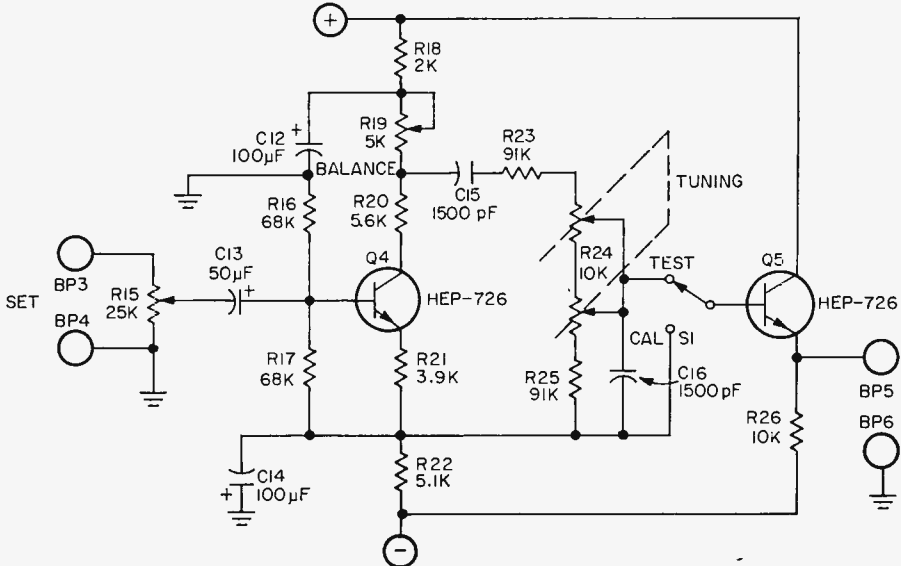 +
R18
2K
C12
+
100µF
R19
5K
BALANCE
R23
91K
C15
1500 pF
TUNING
R16
68K
R20
5.6K
BP3
SET
R15
25K
BP4
C13
50µF
+
Q4
HEP-726
R24
10K
TEST
Q5
HEP-726
R17
68K
R21
3.9K
CAL
S1
R25
91K
C16
1500pF
BP5
C14
+
100µF
R22
5.1K
R26
10K
BP6
−